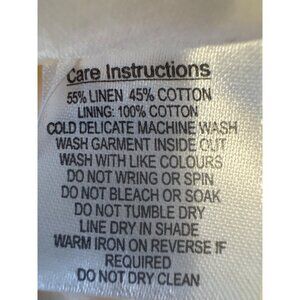 Care Instructions
55% LINEN 45% COTTON
LINING: 100% COTTON
COLD DELICATE MACHINE WASH
WASH GARMENT INSIDE OUT
WASH WITH LIKE COLOURS
DO NOT WRING OR SPIN
DO NOT BLEACH OR SOAK
DO NOT TUMBLE DRY
LINE DRY IN SHADE
WARM IRON ON REVERSE IF
REQUIRED
DO NOT DRY CLEAN